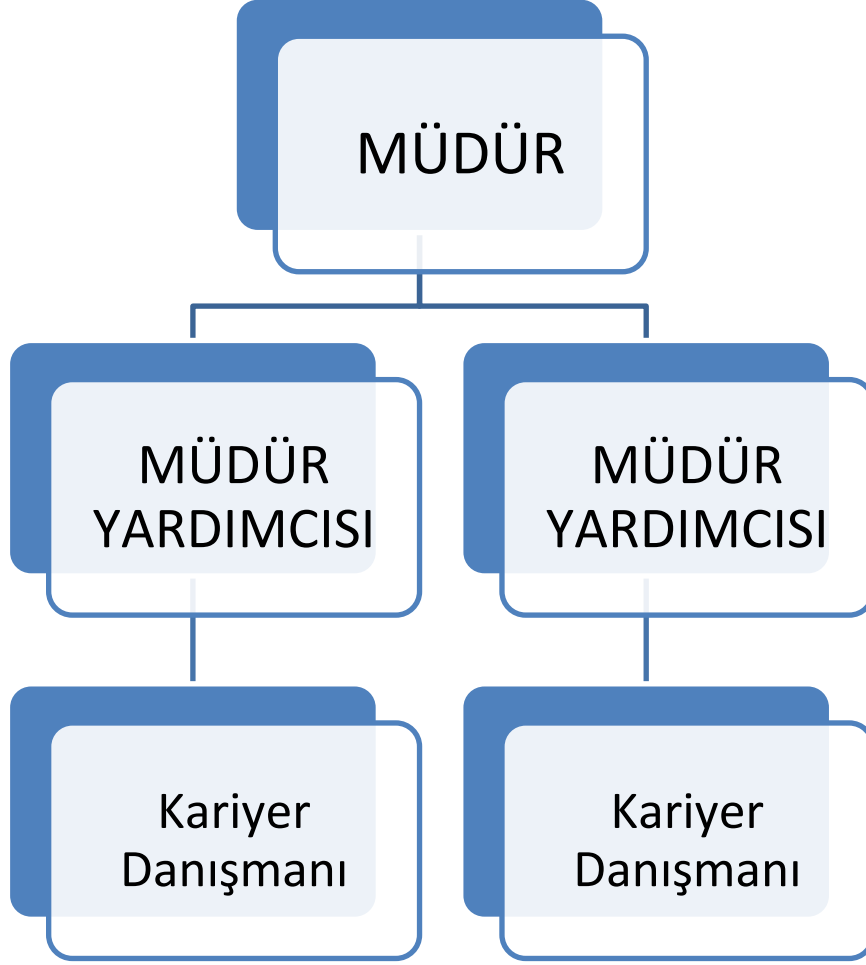 MÜDÜR
MÜDÜR
YARDIMCISI
MÜDÜR
YARDIMCISI
Kariyer
Danışmanı
Kariyer
Danışmanı